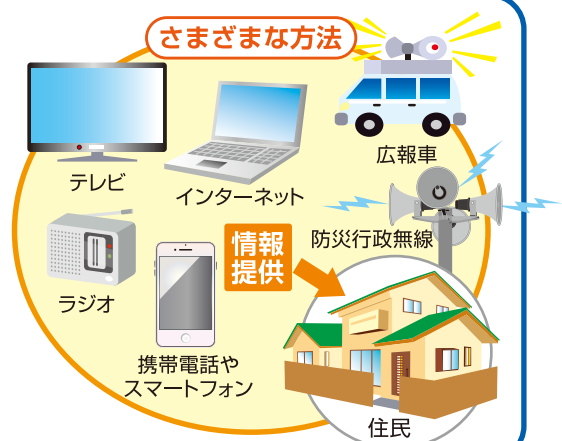 さまざまな方法
テレビ
インターネット
広報車
ラジオ
携帯電話や
スマートフォン
防災行政無線
情報
提供
住民